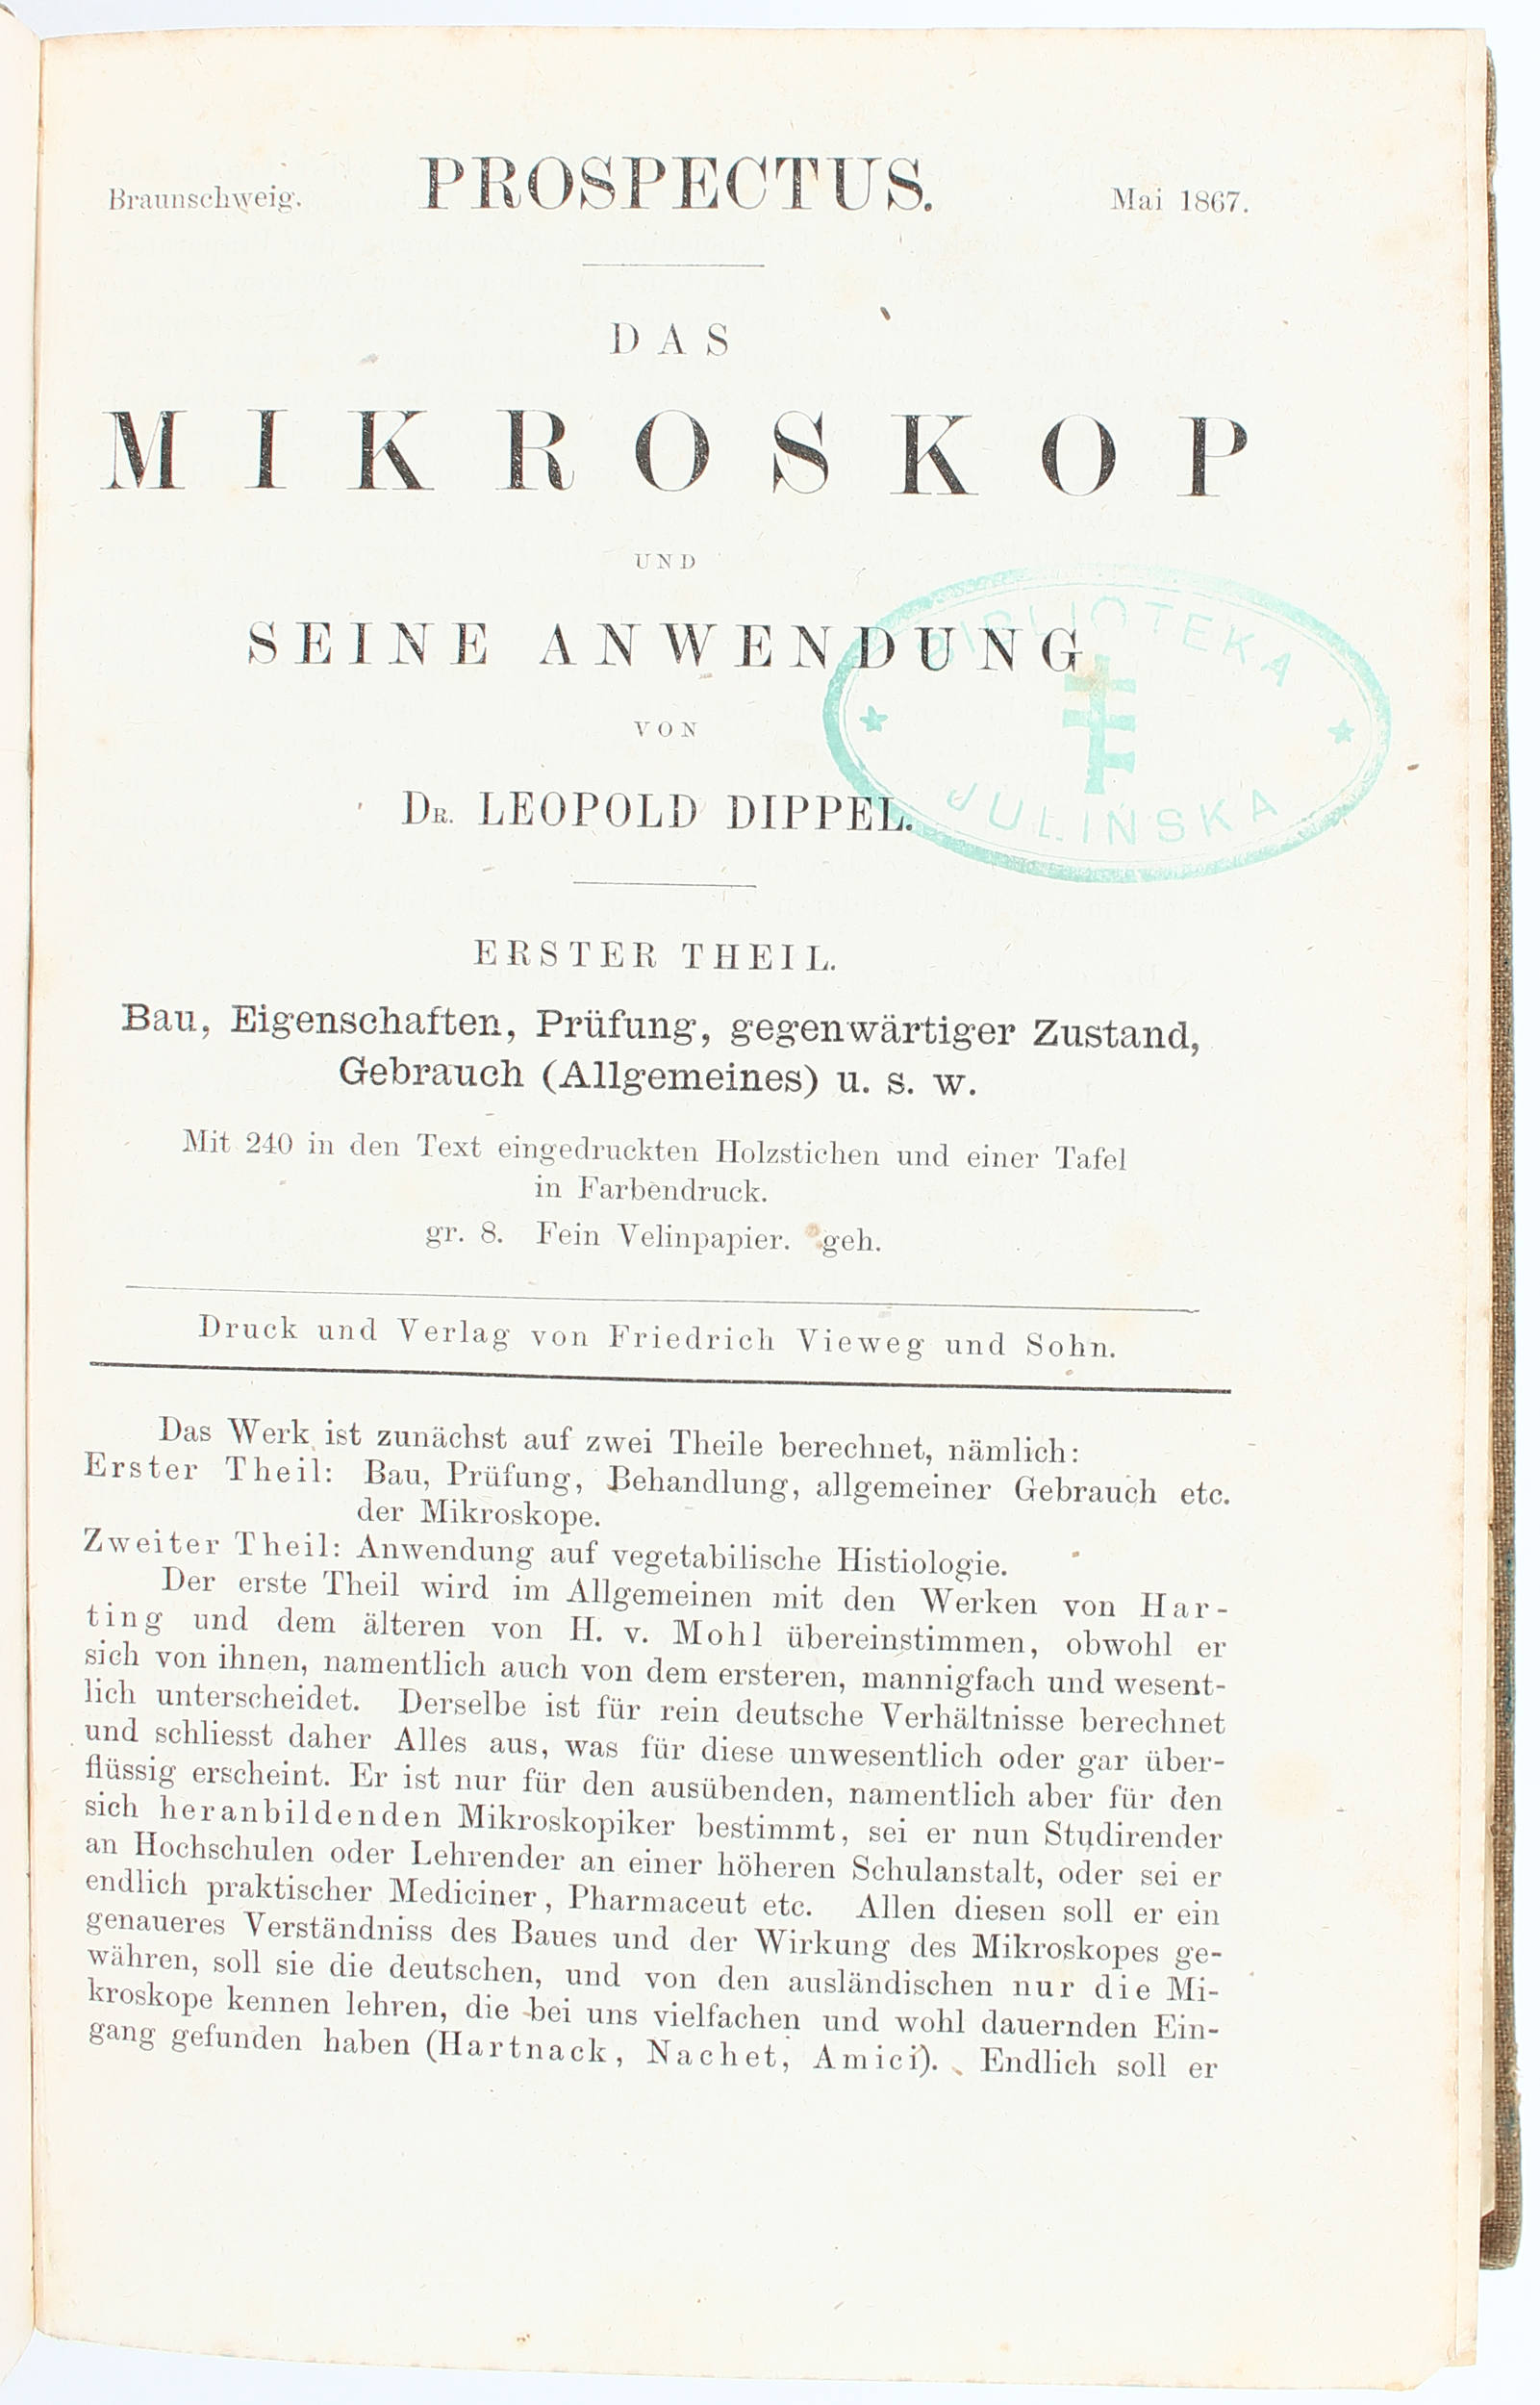 Braunschweig. PROSPECTUS. Mai 1867.
DAS
MIKROSKOP
UND
SEINE ANWENDUNG
VON
DR. LEOPOLD DIPPEL.
BIBLIOTEKA
JULINSKA
ERSTER THEIL.
Bau, Eigenschaften, Prüfung, gegenwärtiger Zustand,
Gebrauch (Allgemeines) u. s. w.
Mit 240 in den Text eingedruckten Holzstichen und einer Tafel
in Farbendruck.
gr. 8. Fein Velinpapier. geh.
Druck und Verlag von Friedrich Vieweg und Sohn.
Das Werk ist zunächst auf zwei Theile berechnet, nämlich:
Erster Theil: Bau, Prüfung, Behandlung, allgemeiner Gebrauch etc.
der Mikroskope.
Zweiter Theil: Anwendung auf vegetabilische Histiologie.
Der erste Theil wird im Allgemeinen mit den Werken von Har-
ting und dem älteren von H. v. Mohl übereinstimmen, obwohl er
sich von ihnen, namentlich auch von dem ersteren, mannigfach und wesent-
lich unterscheidet. Derselbe ist für rein deutsche Verhältnisse berechnet
und schliesst daher Alles aus, was für diese unwesentlich oder gar über-
flüssig erscheint. Er ist nur für den ausübenden, namentlich aber für den
sich heranbildenden Mikroskopiker bestimmt, sei er nun Studirender
an Hochschulen oder Lehrender an einer höheren Schulanstalt, oder sei er
endlich praktischer Mediciner, Pharmaceut etc. Allen diesen soll er ein
genaueres Verständniss des Baues und der Wirkung des Mikroskopes ge-
währen, soll sie die deutschen, und von den ausländischen nur die Mi-
kroskope kennen lehren, die bei uns vielfachen und wohl dauernden Ein-
gang gefunden haben (Hartnack, Nachet, Amici). Endlich soll er